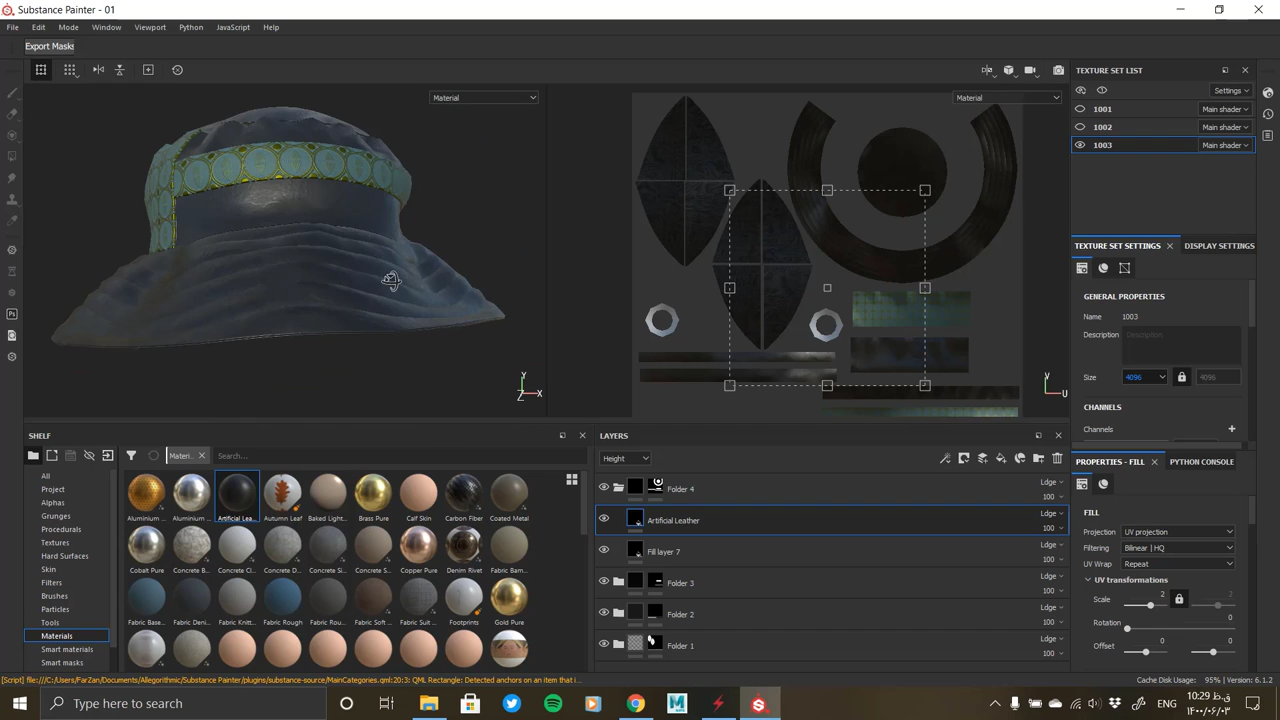 Substance Painter - 01
File Edit Mode Window Viewport Python JavaScript Help
Export Masks
Material
Material
Y
Z X
V
U
TEXTURE SET LIST
Settings
1001 Main shader
1002 Main shader
1003 Main shader
TEXTURE SET SETTINGS DISPLAY SETTINGS
GENERAL PROPERTIES
Name 1003
Description Description
Size 4096 4096
CHANNELS
Channels
SHELF
Materi...
Search...
All
Project
Alphas
Grunges
Procedurals
Textures
Hard Surfaces
Skin
Filters
Brushes
Particles
Tools
Materials
Smart materials
Smart masks
Aluminium ... Aluminium ... Artificial Lea... Autumn Leaf Baked Light... Brass Pure Calf Skin Carbon Fiber Coated Metal
Cobalt Pure Concrete B... Concrete Cl... Concrete D... Concrete Si... Concrete S... Copper Pure Denim Rivet Fabric Bam...
Fabric Base... Fabric Deni... Fabric Knitt... Fabric Rough Fabric Rou... Fabric Soft ... Fabric Suit ... Footprints Gold Pure
LAYERS
Height
Folder 4 Ldge 100
Artificial Leather Ldge 100
Fill layer 7 Ldge 100
Folder 3 Ldge 100
Folder 2 Ldge 100
Folder 1 Ldge 100
PROPERTIES - FILL PYTHON CONSOLE
FILL
Projection UV projection
Filtering Bilinear | HQ
UV Wrap Repeat
UV transformations
Scale 2 2
Rotation 0
Offset 0 0
[Script] file:///C:/Users/FarZan/Documents/Allegorithmic/Substance Painter/plugins/substance-source/MainCategories.qml:20:3: QML Rectangle: Detected anchors on an item that i...
Cache Disk Usage: 95% | Version: 6.1.2
Type here to search
10:29 ق.ظ
۱۴۰۰/۰۶/۰۳